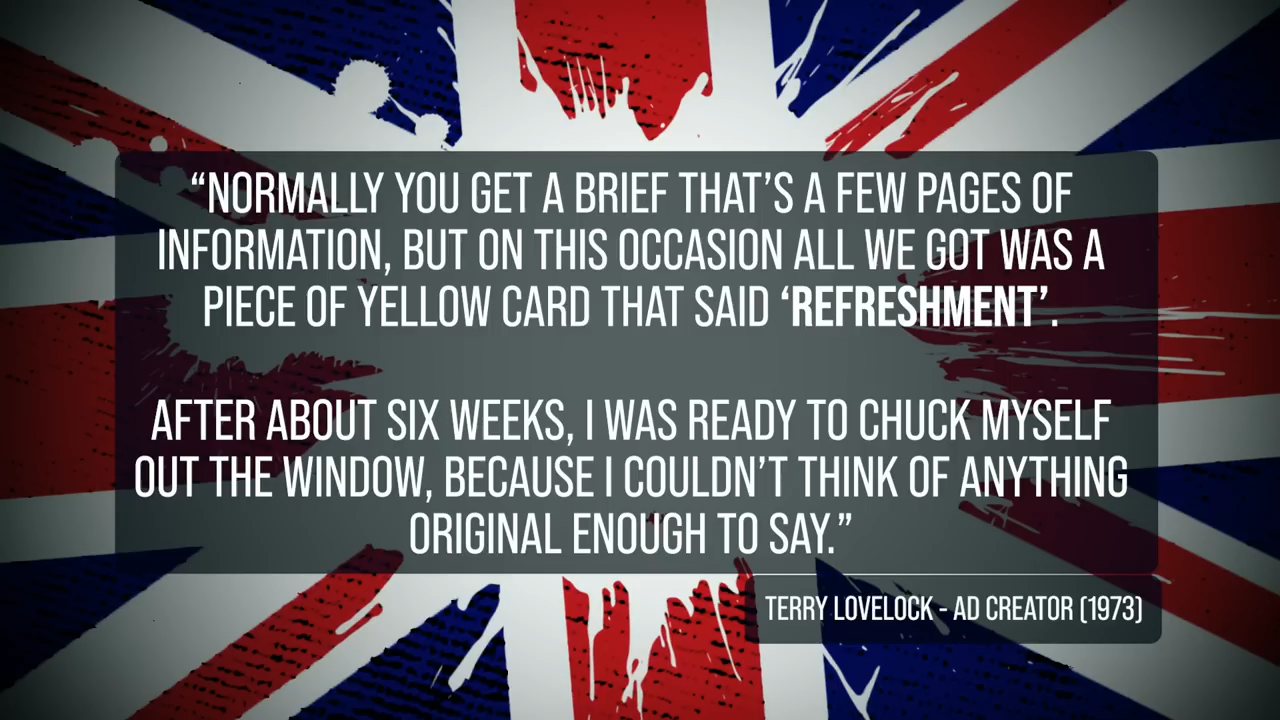 “NORMALLY YOU GET A BRIEF THAT’S A FEW PAGES OF
INFORMATION, BUT ON THIS OCCASION ALL WE GOT WAS A
PIECE OF YELLOW CARD THAT SAID ‘REFRESHMENT’.
AFTER ABOUT SIX WEEKS, I WAS READY TO CHUCK MYSELF
OUT THE WINDOW, BECAUSE I COULDN’T THINK OF ANYTHING
ORIGINAL ENOUGH TO SAY.”
TERRY LOVELOCK - AD CREATOR (1973)